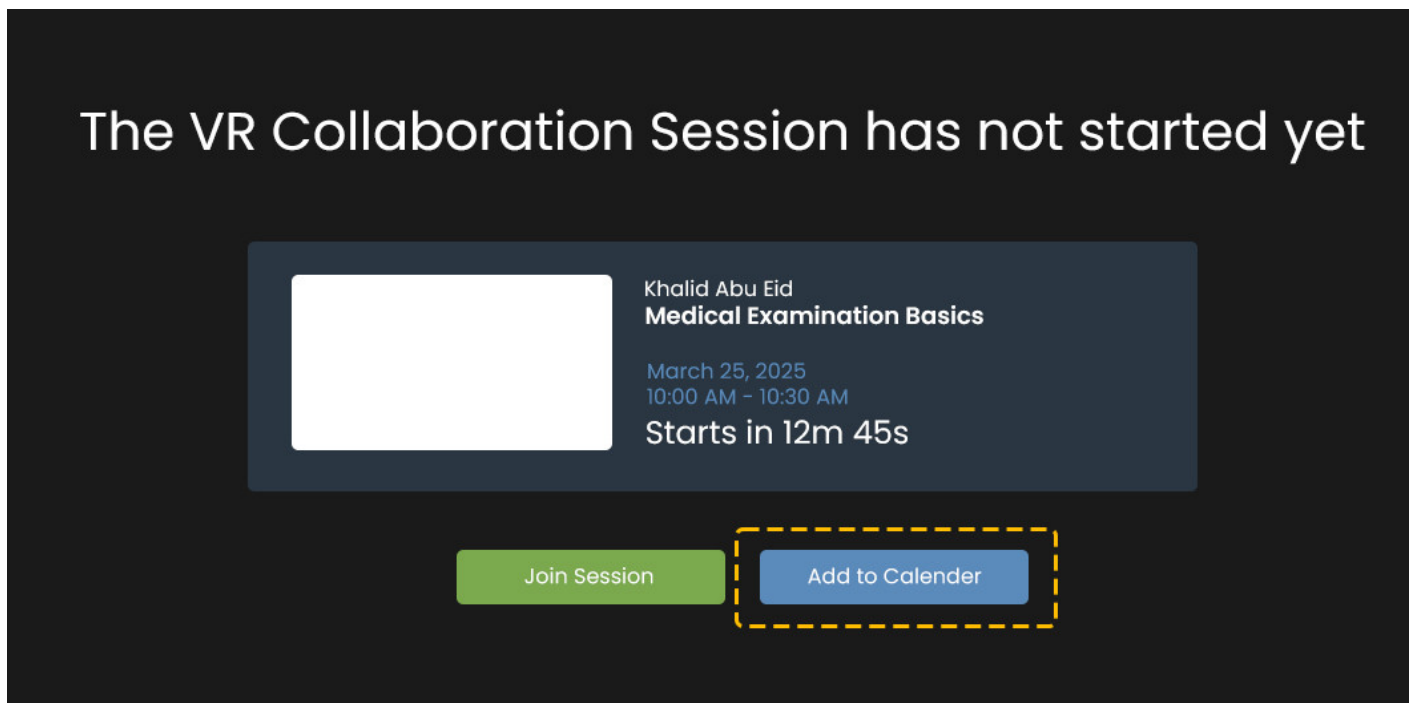 The VR Collaboration Session has not started yet
Khalid Abu Eid
Medical Examination Basics
March 25, 2025
10:00 AM - 10:30 AM
Starts in 12m 45s
Join Session
Add to Calender